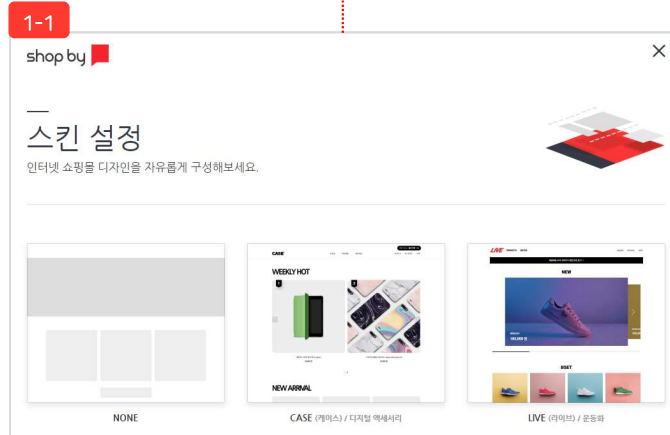 1-1
shop by
스킨 설정
인터넷 쇼핑몰 디자인을 자유롭게 구성해보세요.
CASE
WEEKLY HOT
NEW ARRIVAL
LIVE
NEW
BSET
NONE
CASE (케이스) / 디지털 액세서리
LIVE (라이브) / 운동화